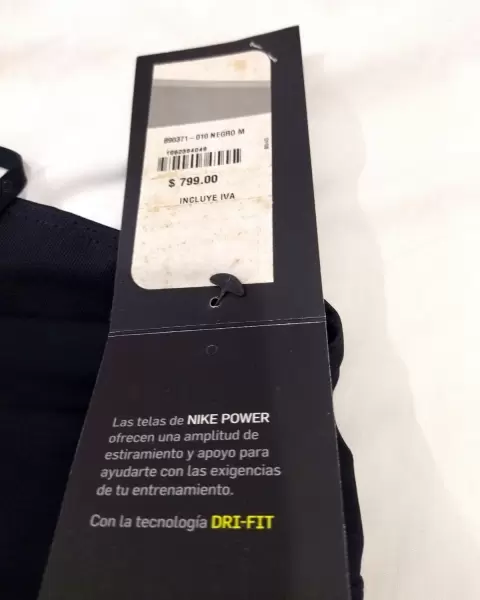 890371-010 NEGRO M
$ 799.00
INCLUYE IVA
Las telas de NIKE POWER
ofrecen una amplitud de
estiramiento y apoyo para
ayudarte con las exigencias
de tu entrenamiento.
Con la tecnología DRI-FIT